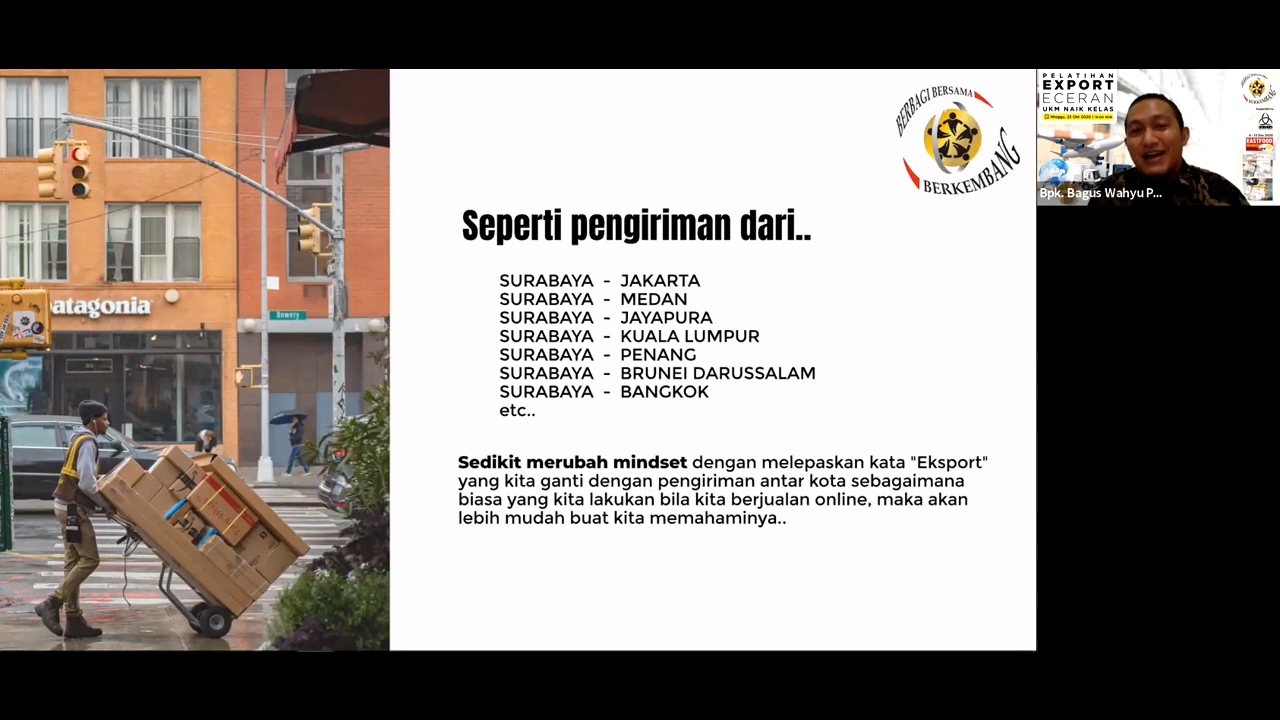 BERBAGI BERSAMA
BERKEMBANG
Seperti pengiriman dari..
SURABAYA - JAKARTA
SURABAYA - MEDAN
SURABAYA - JAYAPURA
SURABAYA - KUALA LUMPUR
SURABAYA - PENANG
SURABAYA - BRUNEI DARUSSALAM
SURABAYA - BANGKOK
etc..
Sedikit merubah mindset dengan melepaskan kata "Eksport"
yang kita ganti dengan pengiriman antar kota sebagaimana
biasa yang kita lakukan bila kita berjualan online, maka akan
lebih mudah buat kita memahaminya..
atagonia
Bowery
PELATIHAN
EXPORT
ECERAN
UKM NAIK KELAS
EASTFOOD
Bpk. Bagus Wahyu P...